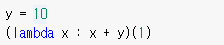 y = 10
(lambda x : x + y)(1)